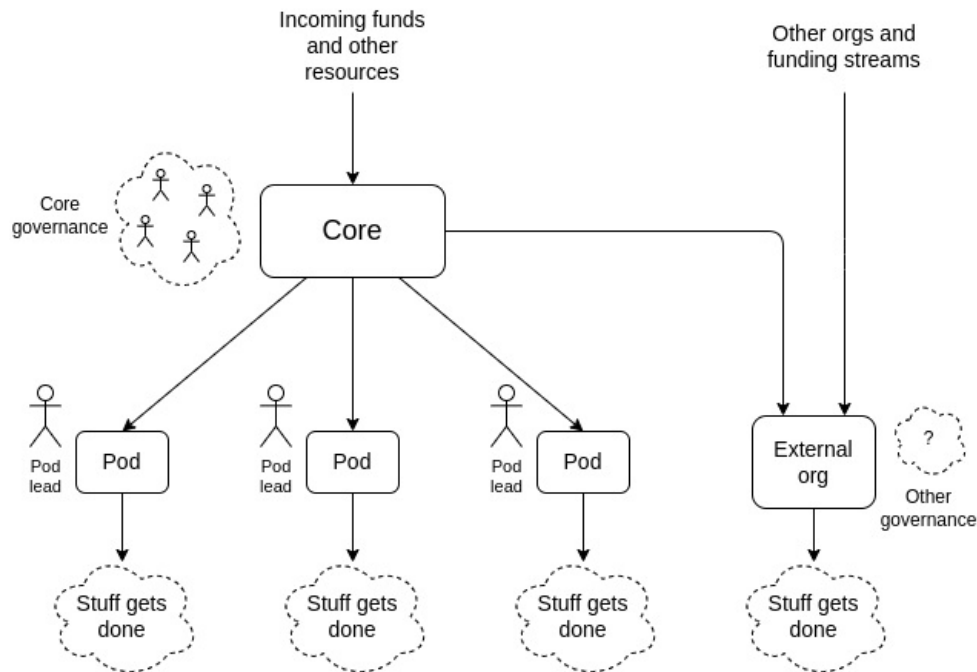 Incoming funds
and other
resources
Other orgs and
funding streams
Core
governance
Core
Pod
lead
Pod
Pod
lead
Pod
Pod
lead
Pod
External
org
?
Other
governance
Stuff gets
done
Stuff gets
done
Stuff gets
done
Stuff gets
done